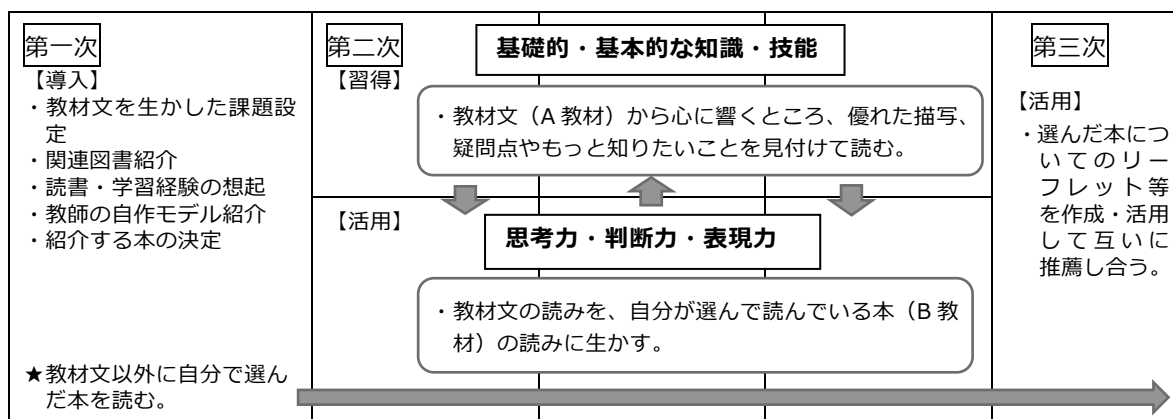 第一次
【導入】
・教材文を生かした課題設
定
・関連図書紹介
・読書・学習経験の想起
・教師の自作モデル紹介
・紹介する本の決定
★教材文以外に自分で選ん
だ本を読む。
第二次
基礎的・基本的な知識・技能
【習得】
・教材文（A 教材）から心に響くところ、優れた描写、
疑問点やもっと知りたいことを見付けて読む。
【活用】
思考力・判断力・表現力
・教材文の読みを、自分が選んで読んでいる本（B 教
材）の読みに生かす。
第三次
【活用】
・選んだ本につ
いてのリー
フレット等
を作成・活用
して互いに
推薦し合う。